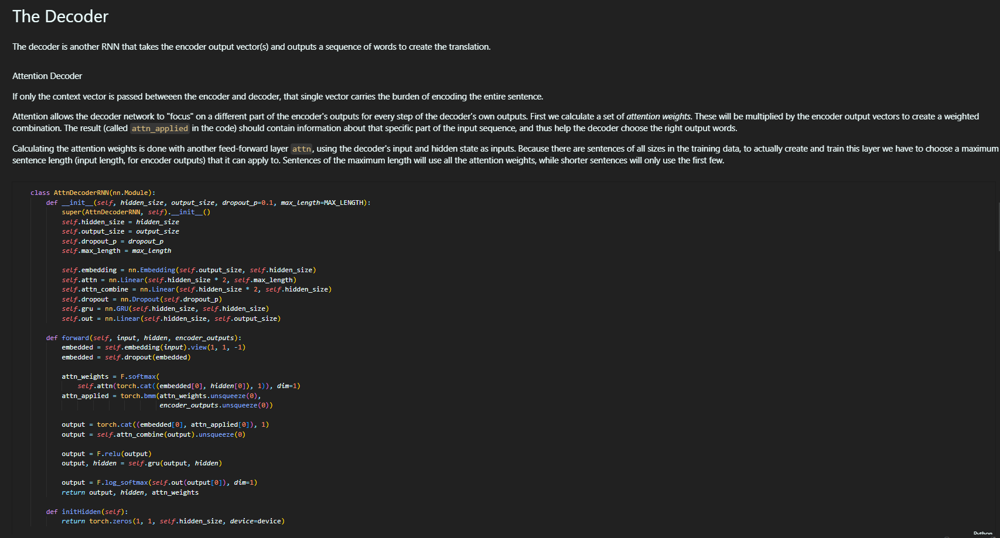 The Decoder
The decoder is another RNN that takes the encoder output vector(s) and outputs a sequence of words to create the translation.
Attention Decoder
If only the context vector is passed betweeen the encoder and decoder, that single vector carries the burden of encoding the entire sentence.
Attention allows the decoder network to "focus" on a different part of the encoder's outputs for every step of the decoder's own outputs. First we calculate a set of attention weights. These will be multiplied by the encoder output vectors to create a weighted
combination. The result (called attn_applied in the code) should contain information about that specific part of the input sequence, and thus help the decoder choose the right output words.
Calculating the attention weights is done with another feed-forward layer attn, using the decoder's input and hidden state as inputs. Because there are sentences of all sizes in the training data, to actually create and train this layer we have to choose a maximum
sentence length (input length, for encoder outputs) that it can apply to. Sentences of the maximum length will use all the attention weights, while shorter sentences will only use the first few.
class AttnDecoderRNN(nn.Module):
    def __init__(self, hidden_size, output_size, dropout_p=0.1, max_length=MAX_LENGTH):
        super(AttnDecoderRNN, self).__init__()
        self.hidden_size = hidden_size
        self.output_size = output_size
        self.dropout_p = dropout_p
        self.max_length = max_length
        self.embedding = nn.Embedding(self.output_size, self.hidden_size)
        self.attn = nn.Linear(self.hidden_size * 2, self.max_length)
        self.attn_combine = nn.Linear(self.hidden_size * 2, self.hidden_size)
        self.dropout = nn.Dropout(self.dropout_p)
        self.gru = nn.GRU(self.hidden_size, self.hidden_size)
        self.out = nn.Linear(self.hidden_size, self.output_size)
    def forward(self, input, hidden, encoder_outputs):
        embedded = self.embedding(input).view(1, 1, -1)
        embedded = self.dropout(embedded)
        attn_weights = F.softmax(
            self.attn(torch.cat((embedded[0], hidden[0]), 1)), dim=1)
        attn_applied = torch.bmm(attn_weights.unsqueeze(0),
                                 encoder_outputs.unsqueeze(0))
        output = torch.cat((embedded[0], attn_applied[0]), 1)
        output = self.attn_combine(output).unsqueeze(0)
        output = F.relu(output)
        output, hidden = self.gru(output, hidden)
        output = F.log_softmax(self.out(output[0]), dim=1)
        return output, hidden, attn_weights
    def initHidden(self):
        return torch.zeros(1, 1, self.hidden_size, device=device)
Python